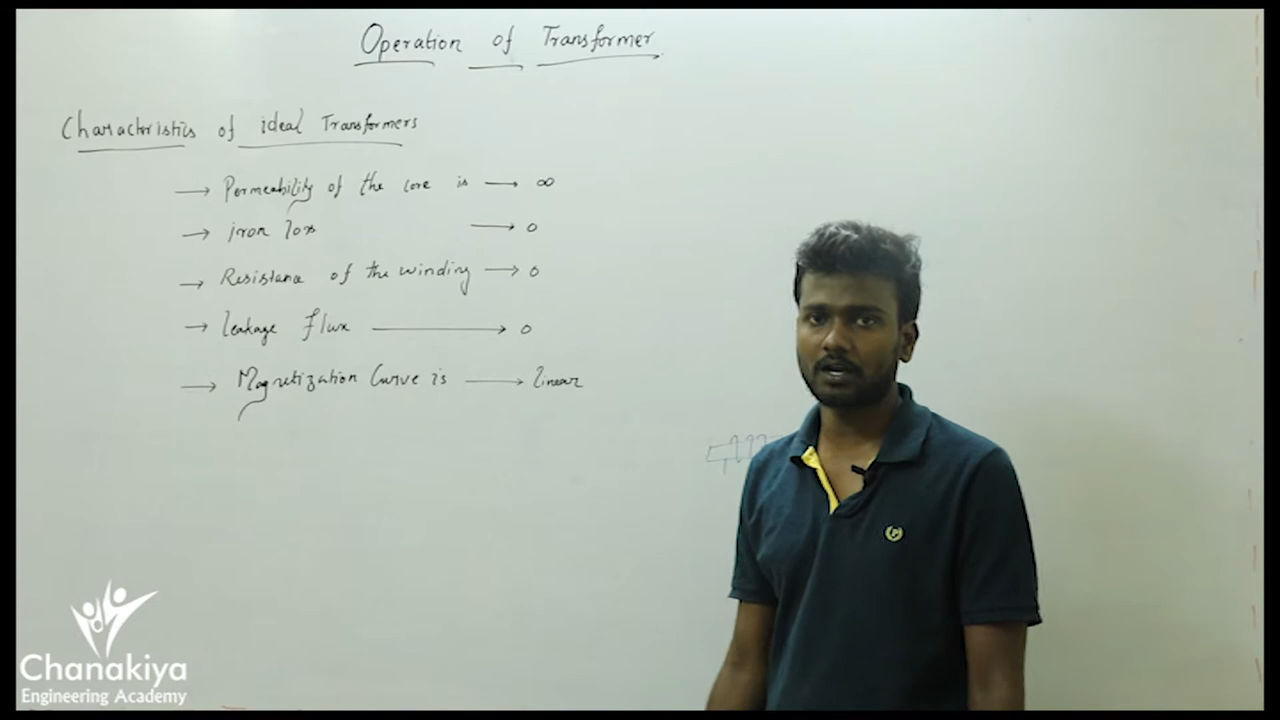 Operation of Transformer
Characteristics of ideal Transformers
→ Permeability of the core is → ∞
→ iron loss → 0
→ Resistance of the winding → 0
→ leakage flux → 0
→ Magnetization Curve is → linear
Chanakiya
Engineering Academy